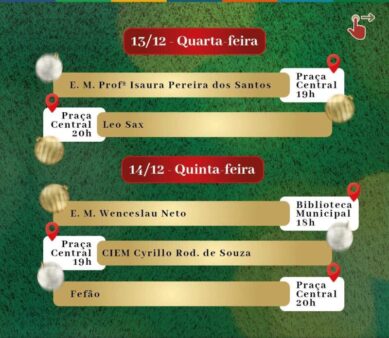 13/12 - Quarta-feira
E. M. Profª Isaura Pereira dos Santos
Praça
Central
19h
Praça
Central
20h
Leo Sax
14/12 - Quinta-feira
E. M. Wenceslau Neto
Biblioteca
Municipal
18h
Praça
Central
19h
CIEM Cyrillo Rod. de Souza
Fefão
Praça
Central
20h